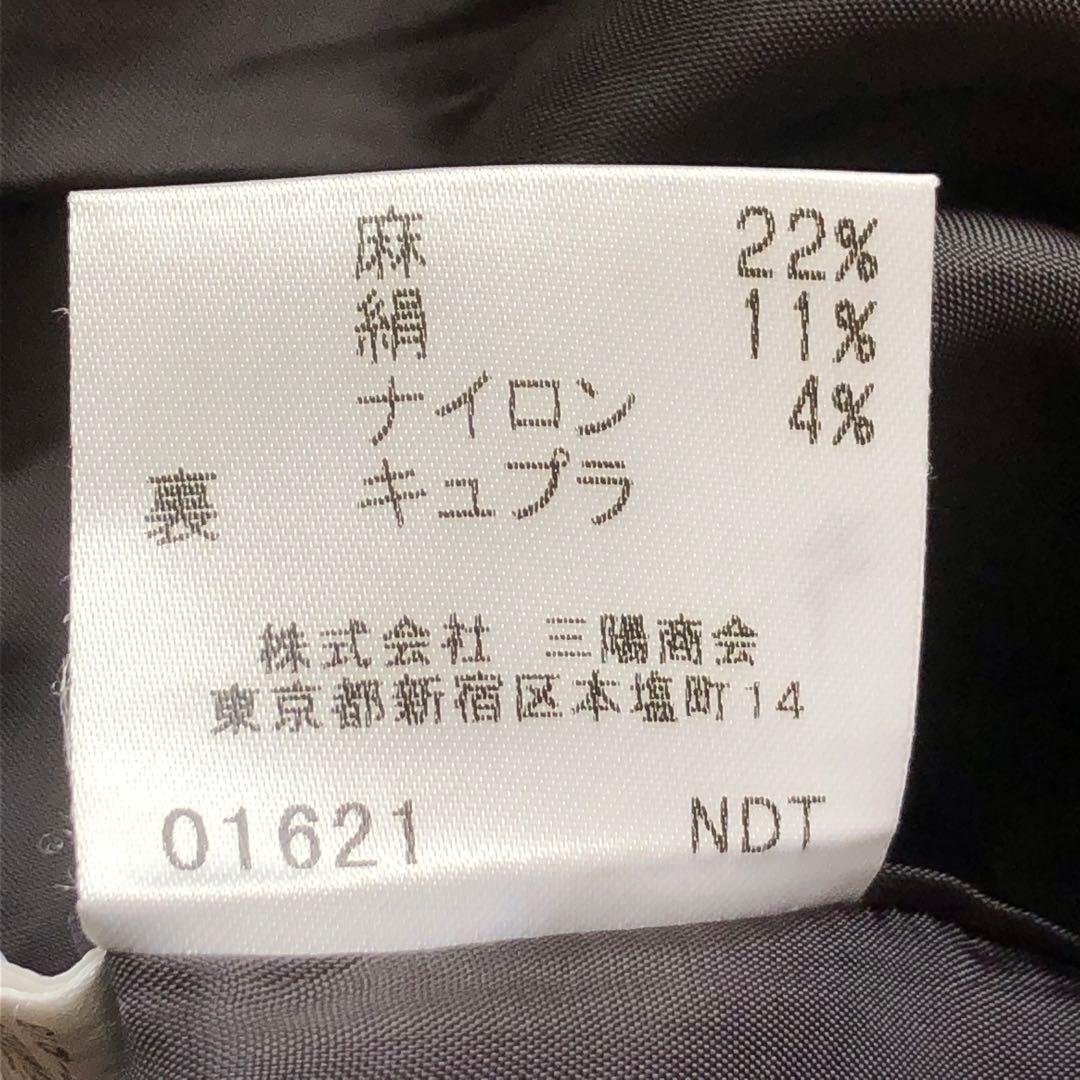 麻 22%
絹 11%
ナイロン 4%
裏 キュプラ
株式会社 三陽商会
東京都新宿区本塩町14
01621 NDT